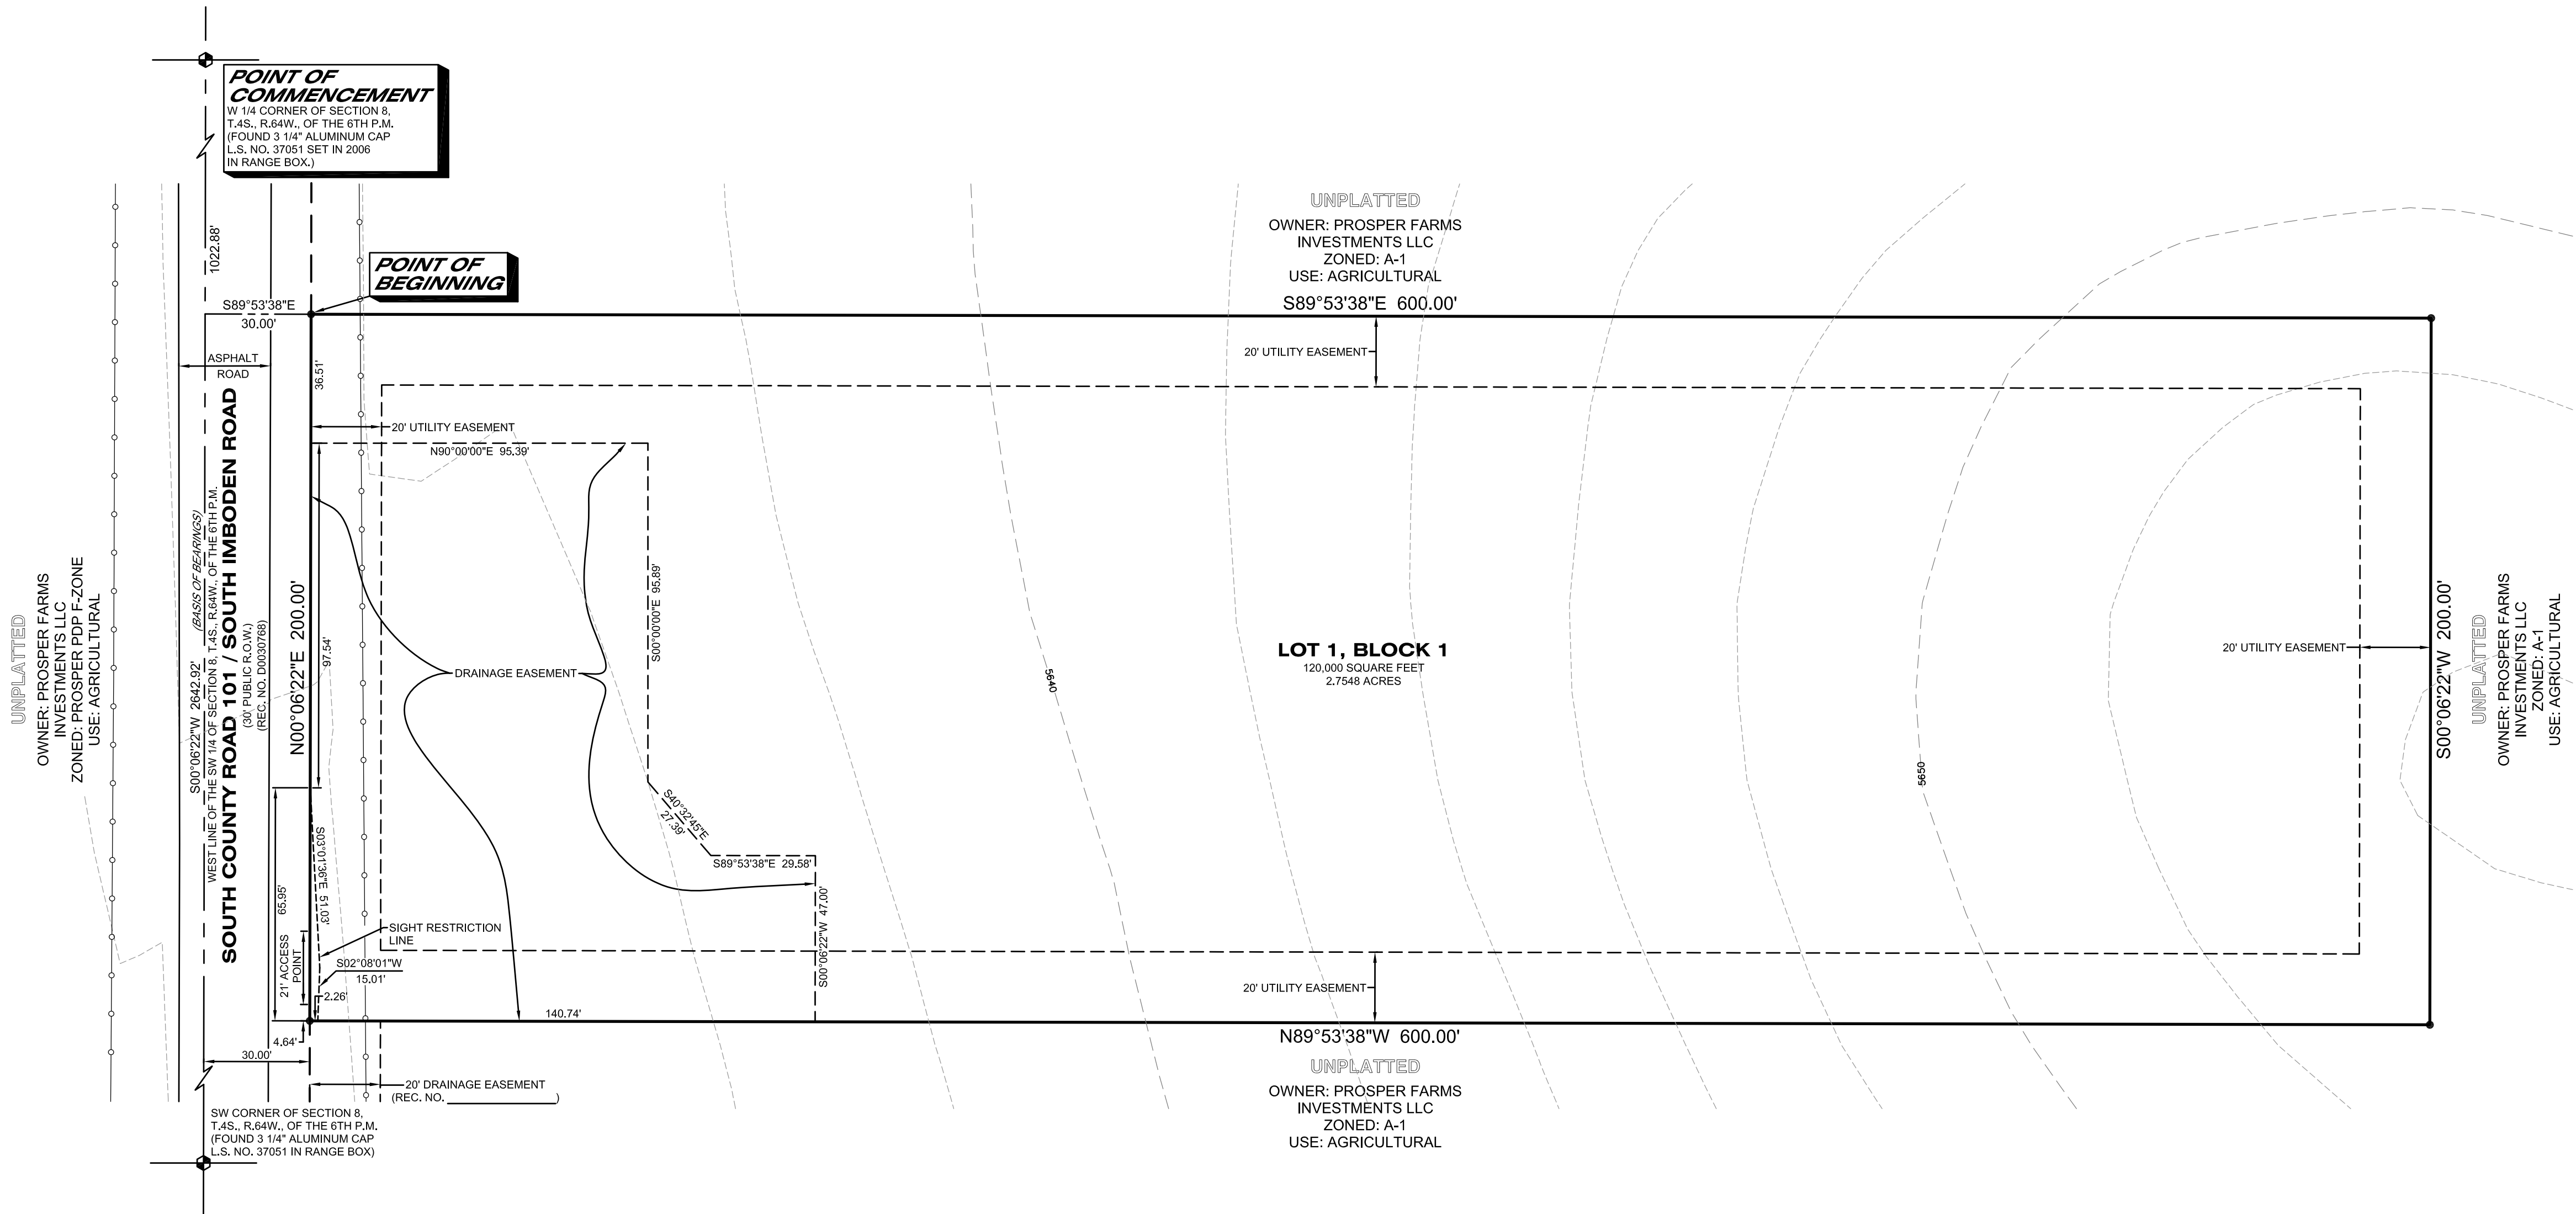 POINT OF
COMMENCEMENT
W 1/4 CORNER OF SECTION 8,
T.4S., R.64W., OF THE 6TH P.M.
(FOUND 3 1/4" ALUMINUM CAP
L.S. NO. 37051 SET IN 2006
IN RANGE BOX.)
1022.88'
POINT OF
BEGINNING
S89°53'38"E
30.00'
UNPLATTED
OWNER: PROSPER FARMS
INVESTMENTS LLC
ZONED: A-1
USE: AGRICULTURAL
S89°53'38"E 600.00'
20' UTILITY EASEMENT
ASPHALT
ROAD
36.51'
20' UTILITY EASEMENT
N90°00'00"E 95.39'
UNPLATTED
OWNER: PROSPER FARMS
INVESTMENTS LLC
ZONED: PROSPER PDP F-ZONE
USE: AGRICULTURAL
S00°06'22"W 2642.92'
(BASIS OF BEARINGS)
WEST LINE OF THE SW 1/4 OF SECTION 8, T.4S., R.64W., OF THE 6TH P.M.
SOUTH COUNTY ROAD 101 / SOUTH IMBODEN ROAD
(30' PUBLIC R.O.W.)
(REC. NO. D0030768)
N00°06'22"E 200.00'
97.54'
DRAINAGE EASEMENT
S00°00'00"E 95.89'
S40°32'45"E
27.39'
S89°53'38"E 29.58'
S00°06'22"W 47.00'
5640
LOT 1, BLOCK 1
120,000 SQUARE FEET
2.7548 ACRES
5650
20' UTILITY EASEMENT
S00°06'22"W 200.00'
UNPLATTED
OWNER: PROSPER FARMS
INVESTMENTS LLC
ZONED: A-1
USE: AGRICULTURAL
65.95'
S03°01'36"E 51.03'
21' ACCESS
POINT
SIGHT RESTRICTION
LINE
S02°08'01"W
15.01'
2.26'
140.74'
4.64'
30.00'
20' UTILITY EASEMENT
N89°53'38"W 600.00'
UNPLATTED
OWNER: PROSPER FARMS
INVESTMENTS LLC
ZONED: A-1
USE: AGRICULTURAL
20' DRAINAGE EASEMENT
(REC. NO. ____________________)
SW CORNER OF SECTION 8,
T.4S., R.64W., OF THE 6TH P.M.
(FOUND 3 1/4" ALUMINUM CAP
L.S. NO. 37051 IN RANGE BOX)